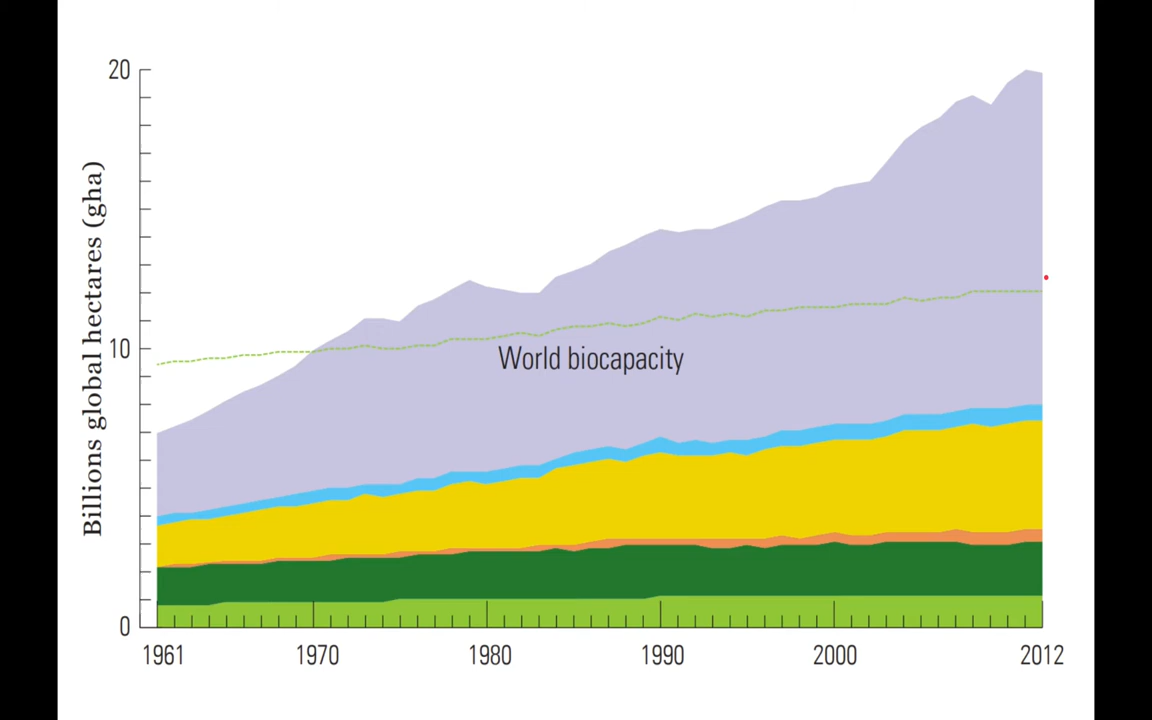 20
10
0
Billions global hectares (gha)
World biocapacity
1961 1970 1980 1990 2000 2012